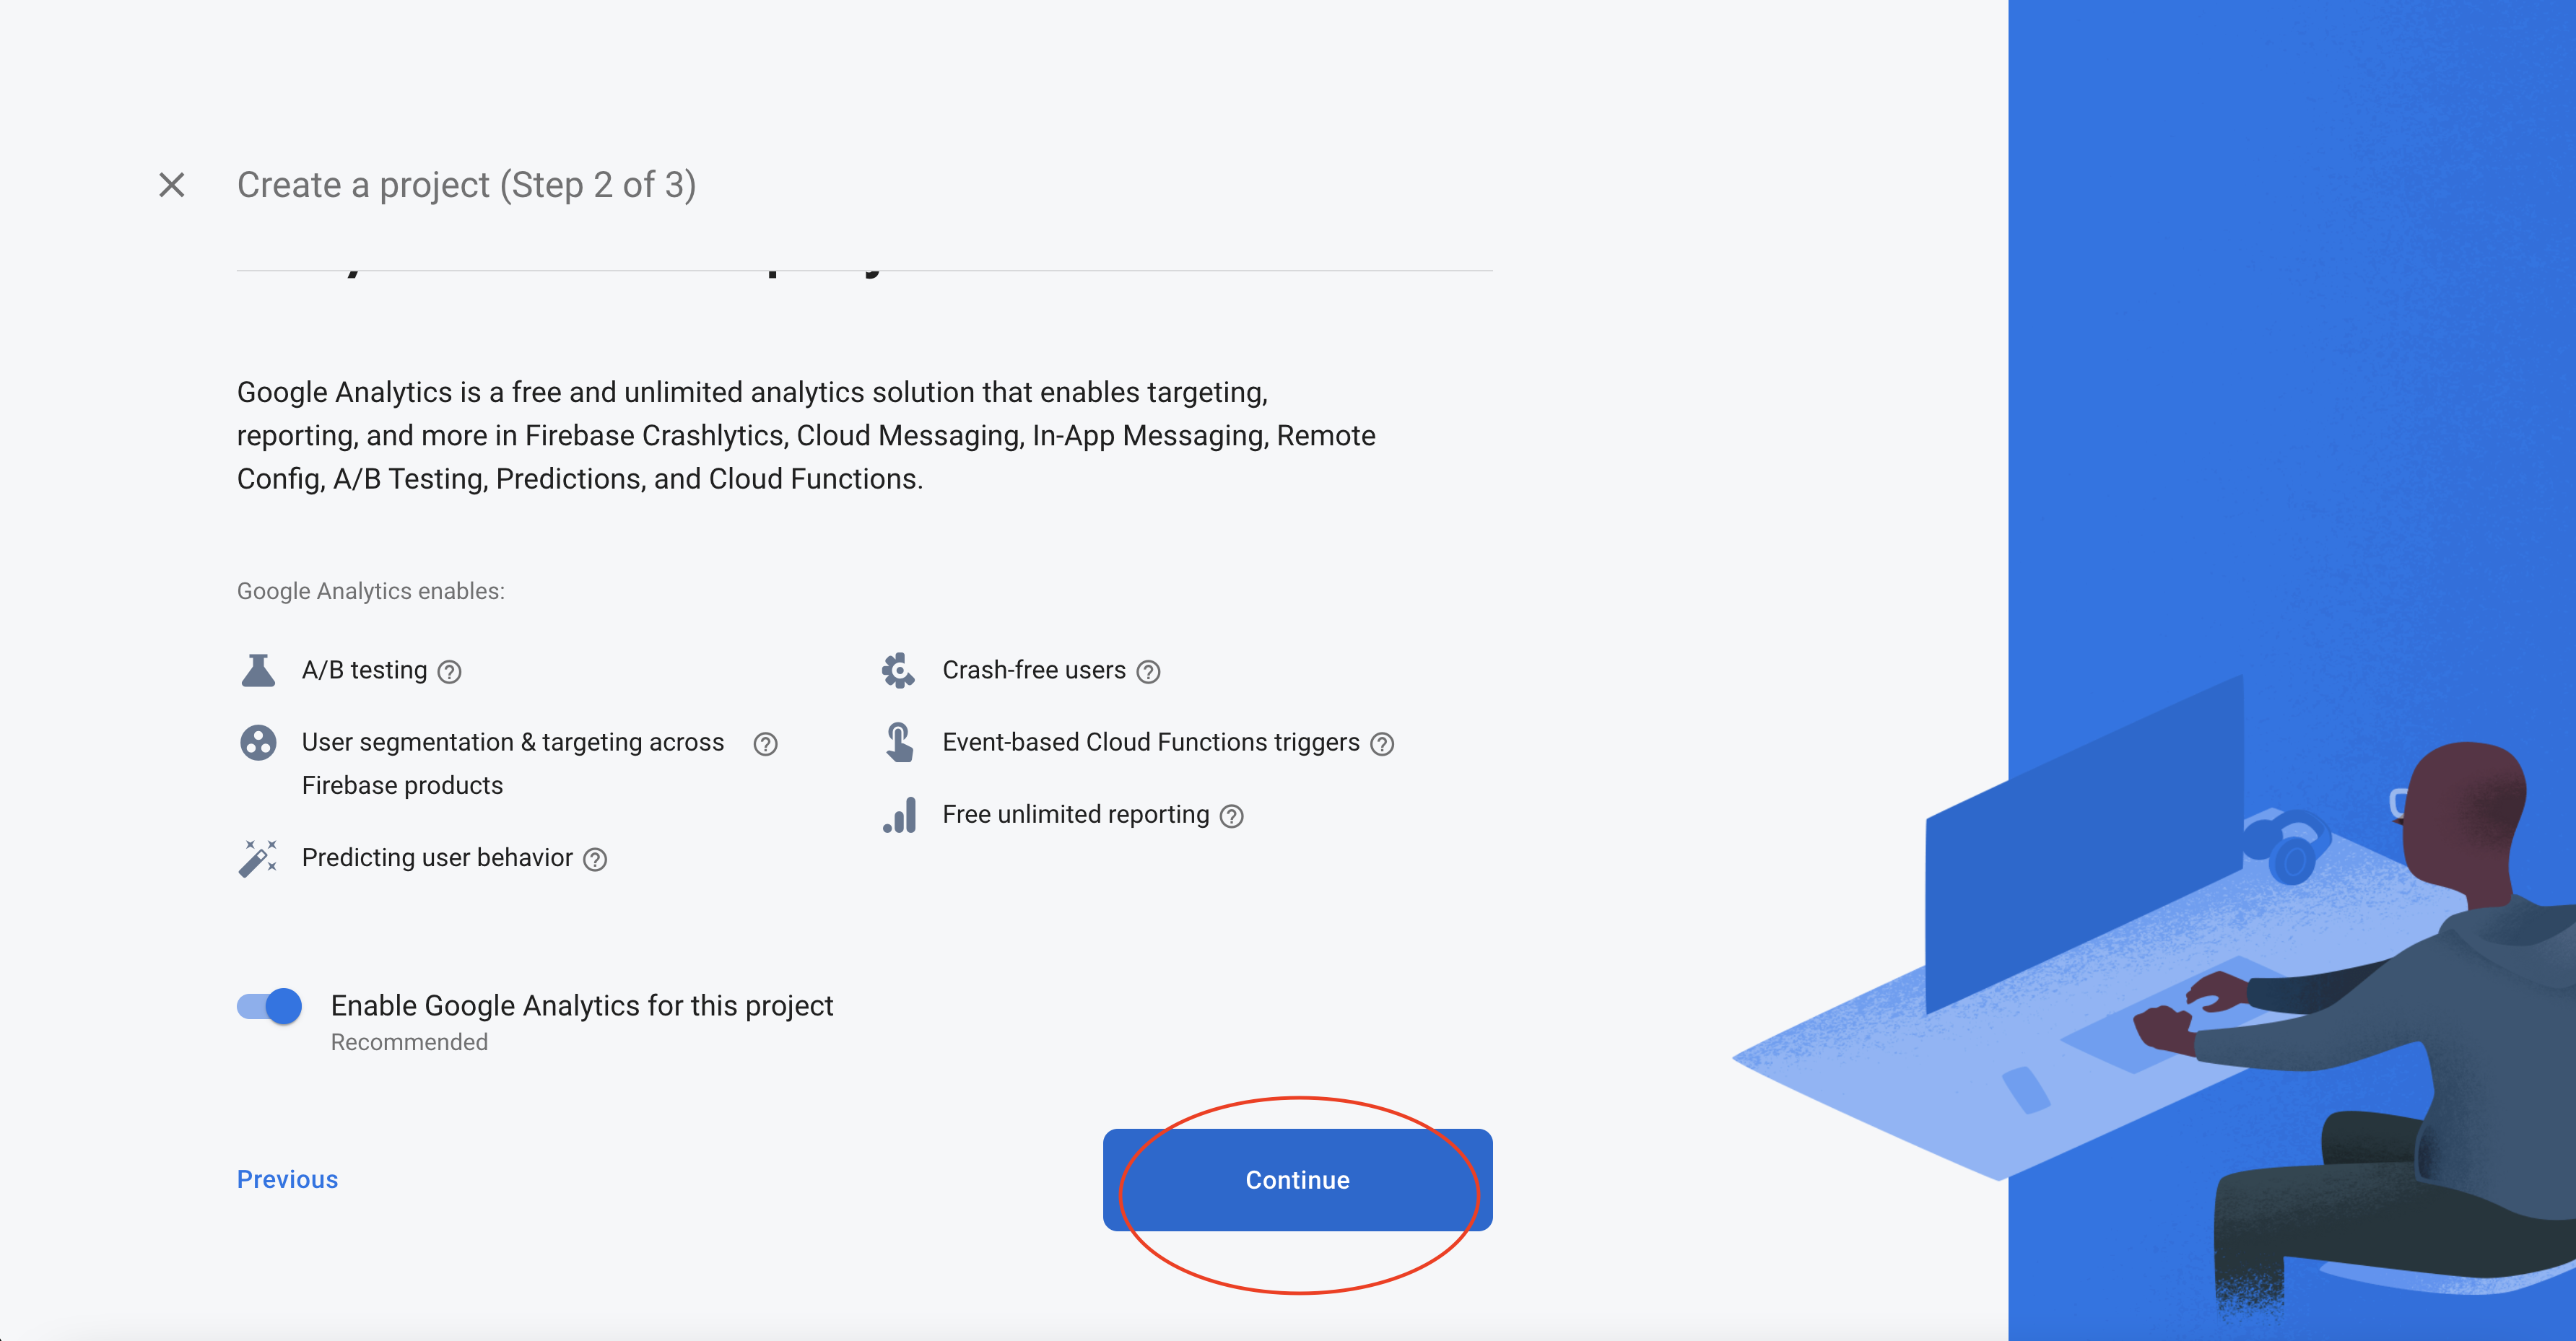 Create a project (Step 2 of 3)
Google Analytics is a free and unlimited analytics solution that enables targeting,
reporting, and more in Firebase Crashlytics, Cloud Messaging, In-App Messaging, Remote
Config, A/B Testing, Predictions, and Cloud Functions.
Google Analytics enables:
A/B testing
User segmentation & targeting across
Firebase products
Predicting user behavior
Crash-free users
Event-based Cloud Functions triggers
Free unlimited reporting
Enable Google Analytics for this project
Recommended
Previous
Continue